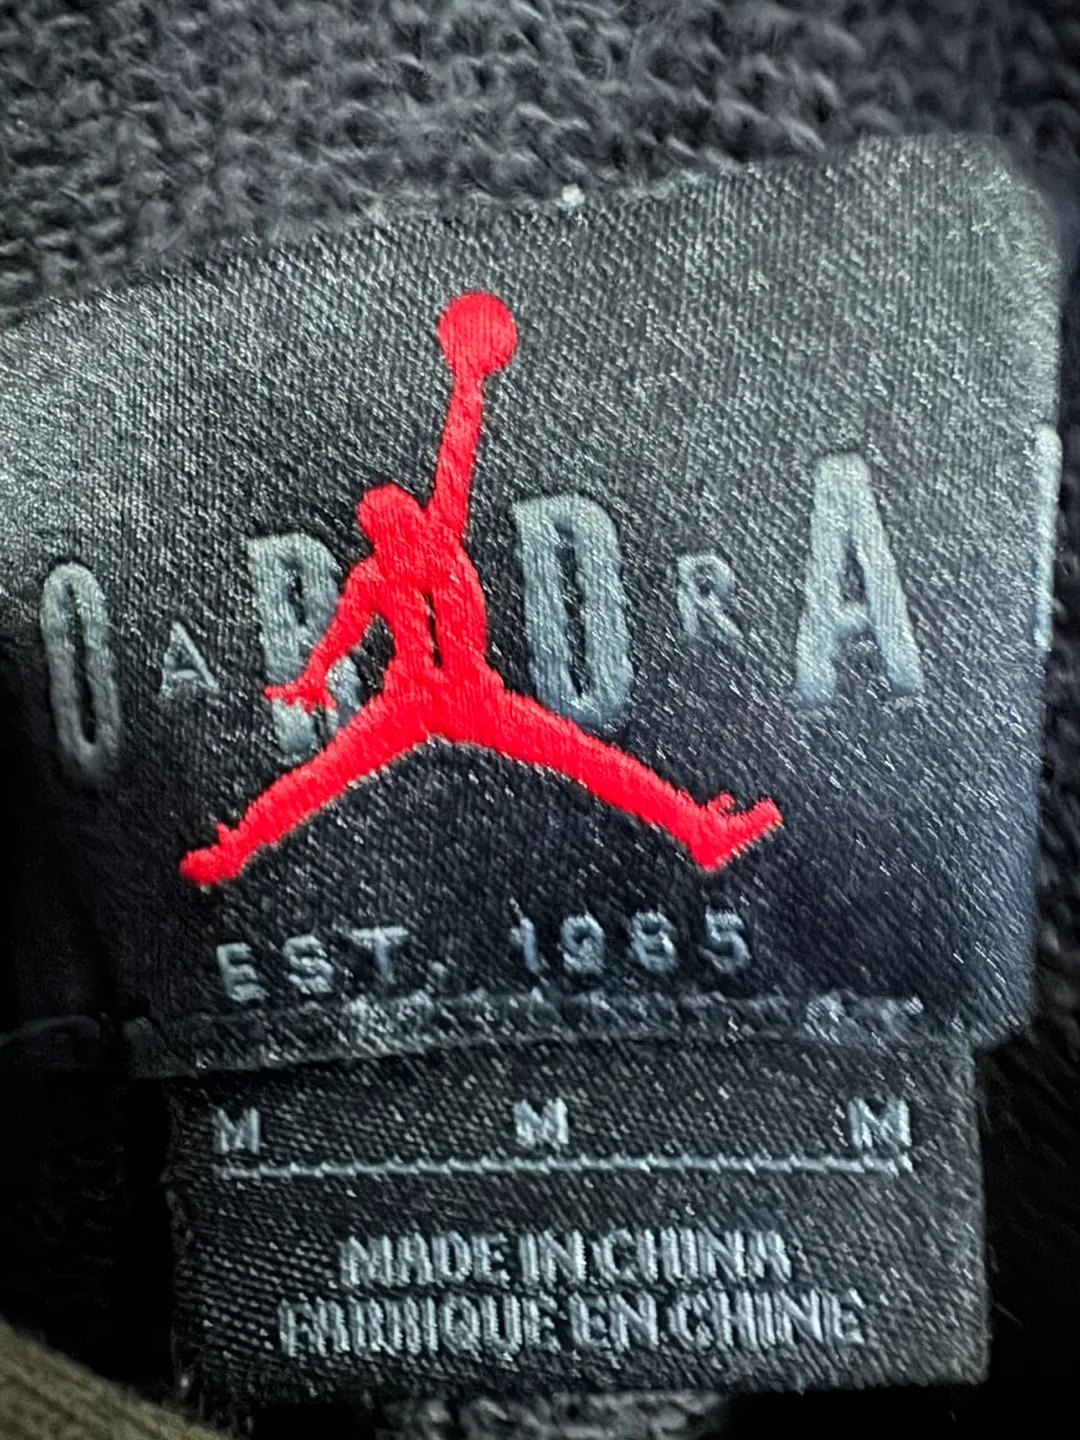 O A R D R A
EST. 1985
M M M
MADE IN CHINA
FABRIQUE EN CHINE